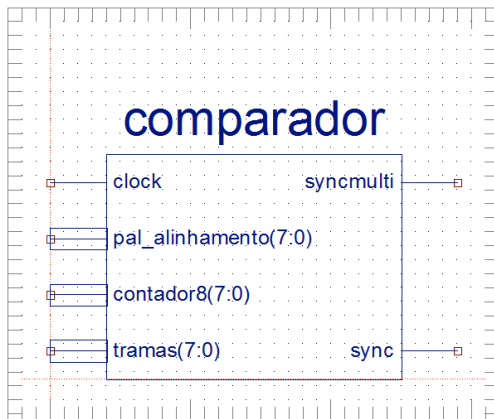 comparador
clock syncmulti
pal_alinhamento(7:0)
contador8(7:0)
tramas(7:0) sync